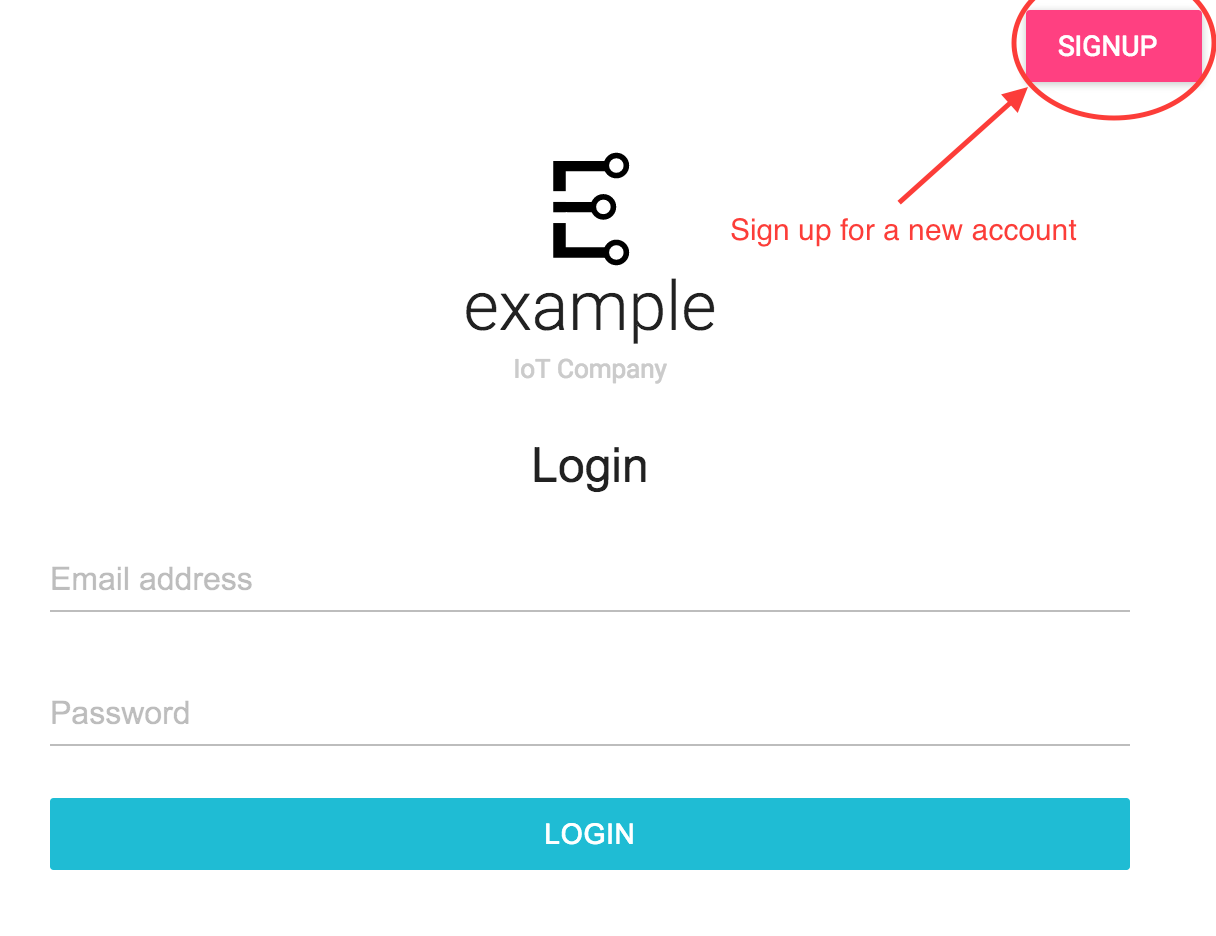 SIGNUP
Sign up for a new account
example
IoT Company
Login
Email address
Password
LOGIN